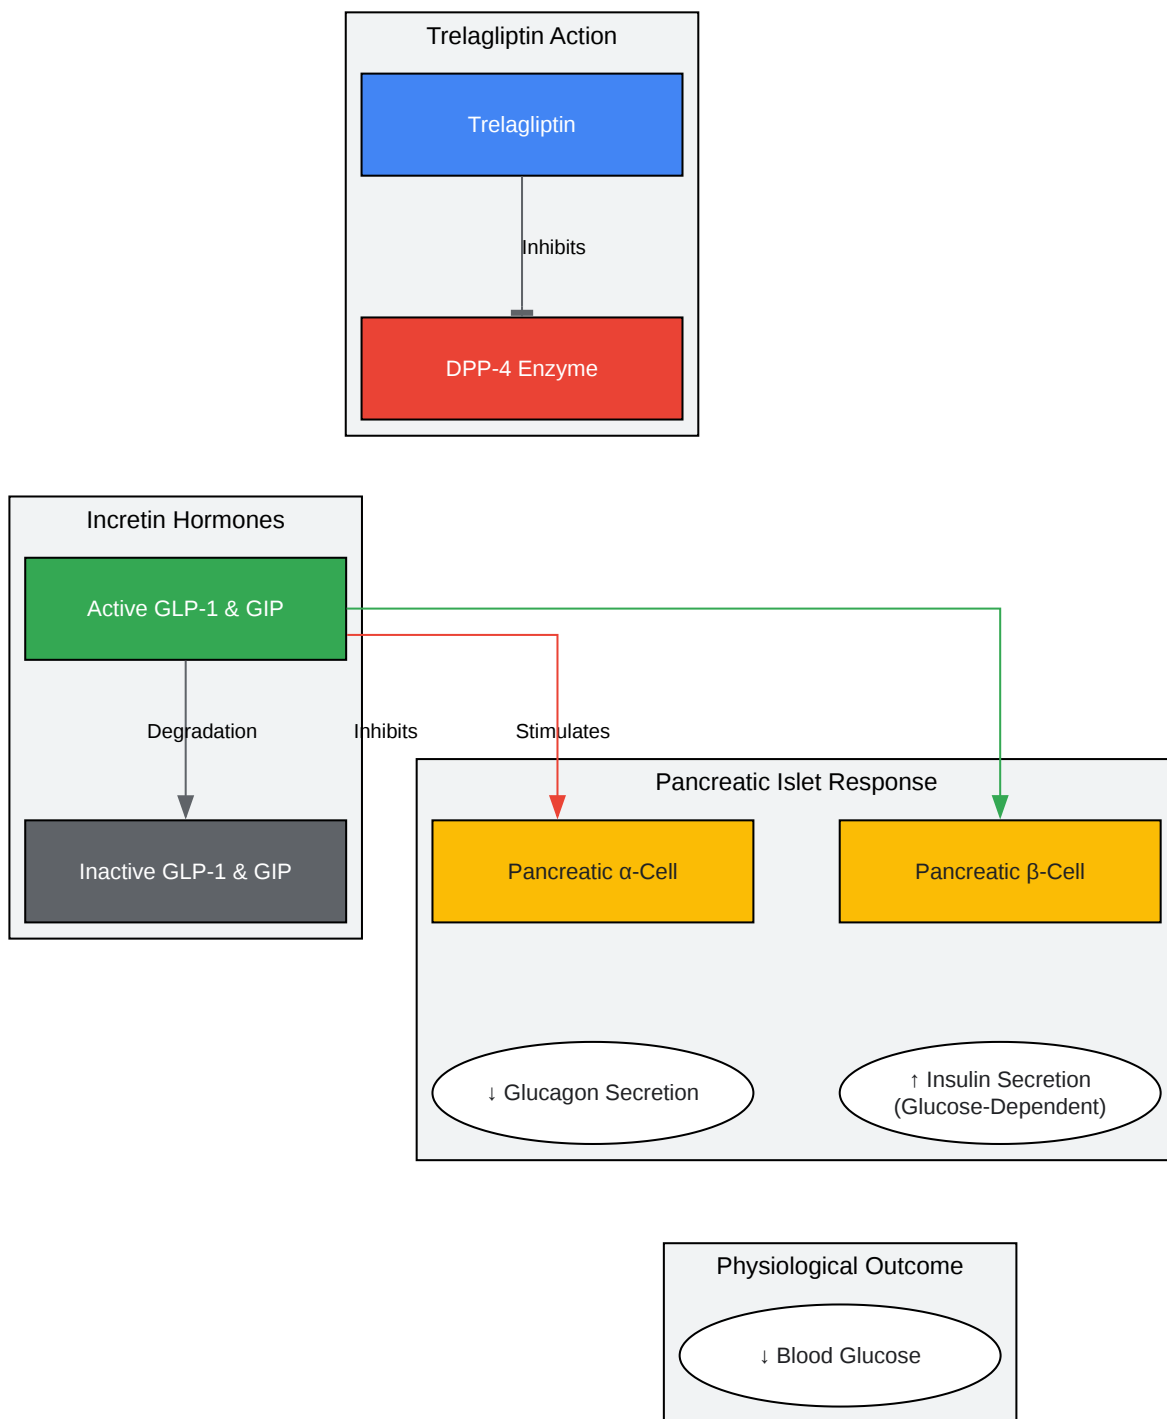 Trelagliptin Action
Trelagliptin
Inhibits
DPP-4 Enzyme
Incretin Hormones
Active GLP-1 & GIP
Degradation
Inhibits
Stimulates
Pancreatic Islet Response
Inactive GLP-1 & GIP
Pancreatic α-Cell
Pancreatic β-Cell
↓ Glucagon Secretion
↑ Insulin Secretion
(Glucose-Dependent)
Physiological Outcome
↓ Blood Glucose